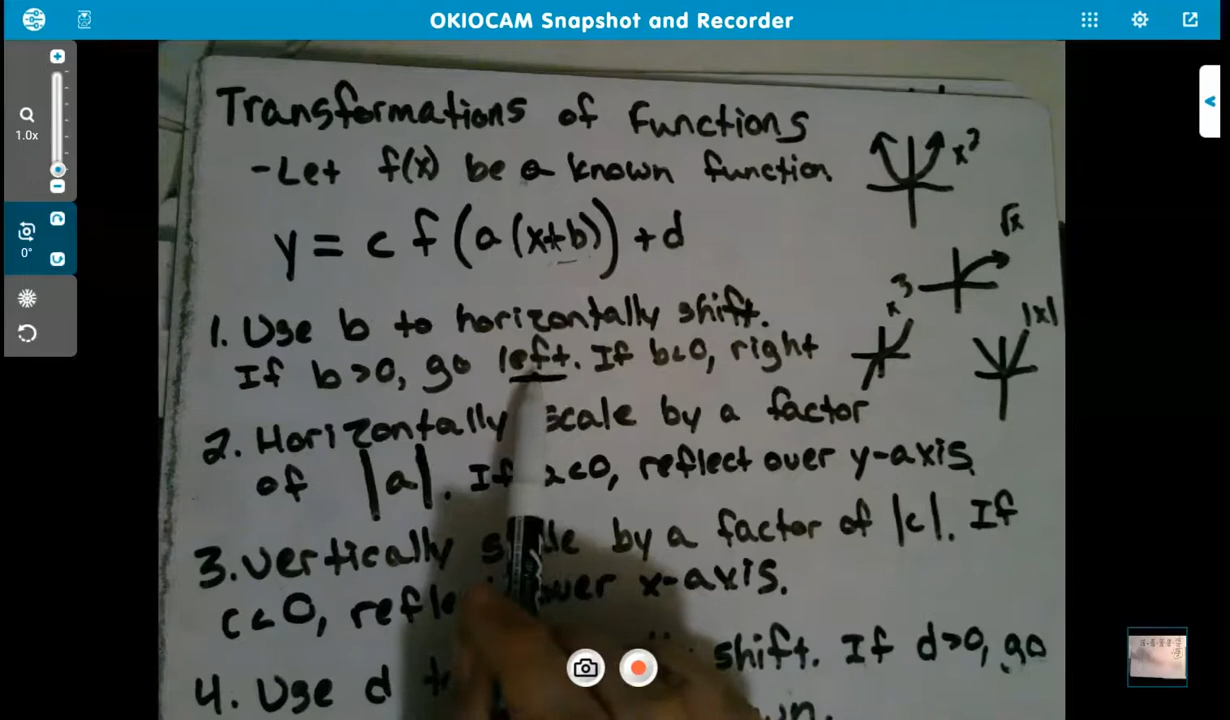 OKIOCAM Snapshot and Recorder
1.0x
0°
Transformations of Functions
-Let f(x) be a known function
y = c f(a(x+b)) + d
x²
√x
x³
|x|
1. Use b to horizontally shift.
If b>0, go left. If b<0, right
2. Horizontally scale by a factor
of |a|. If a<0, reflect over y-axis.
3. Vertically by a factor of |c|. If
c<0, over x-axis.
4. Use d shift. If d>0, go